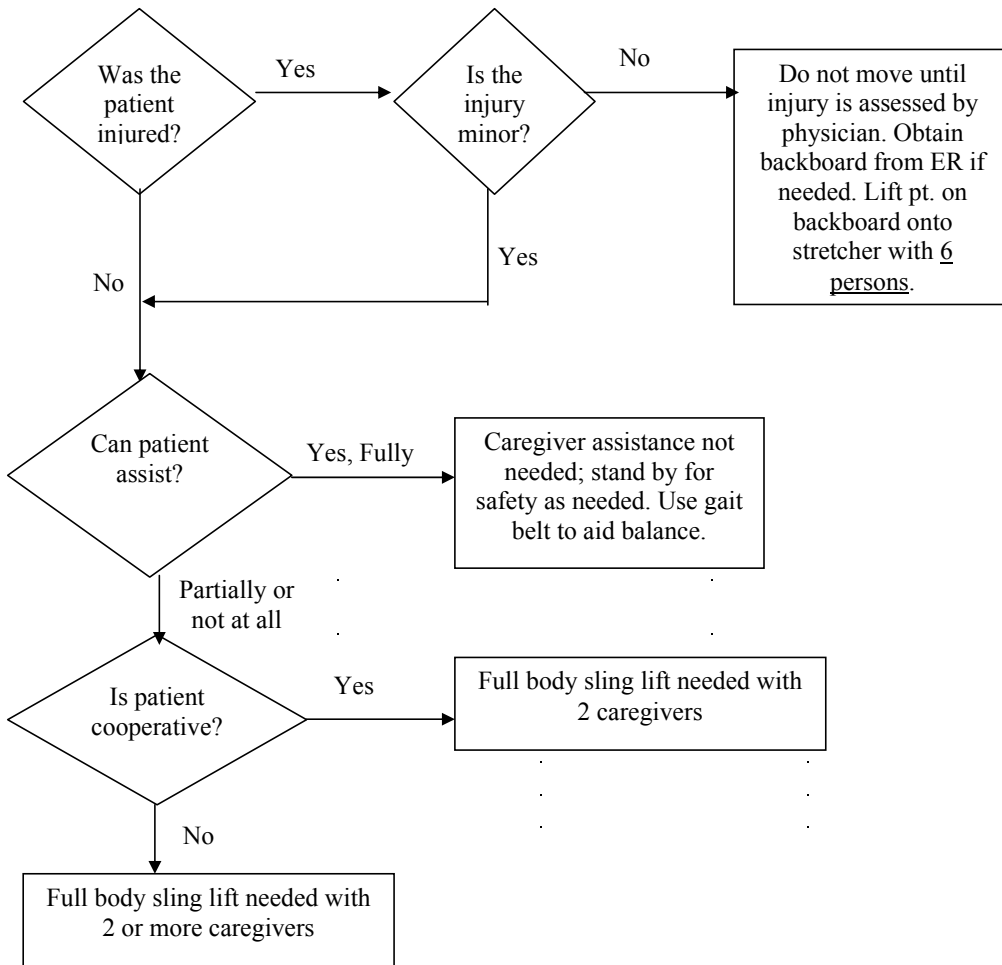 Was the
patient
injured?
Yes
Is the
injury
minor?
No
Do not move until
injury is assessed by
physician. Obtain
backboard from ER if
needed. Lift pt. on
backboard onto
stretcher with 6
persons.
Yes
No
Can patient
assist?
Yes, Fully
Caregiver assistance not
needed; stand by for
safety as needed. Use gait
belt to aid balance.
Partially or
not at all
Is patient
cooperative?
Yes
Full body sling lift needed with
2 caregivers
No
Full body sling lift needed with
2 or more caregivers